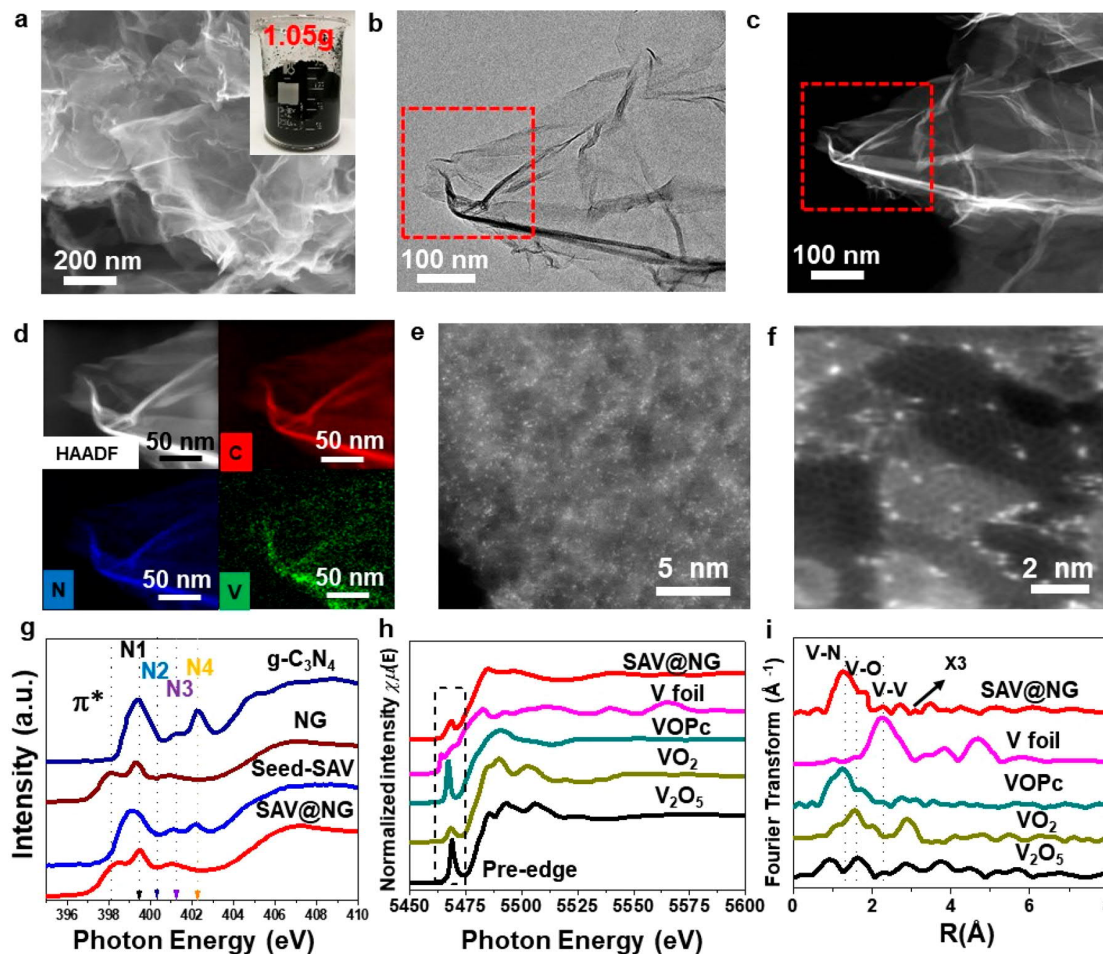 a
1.05g
200 nm
b
100 nm
c
100 nm
d
HAADF
50 nm
C
50 nm
N
50 nm
V
50 nm
e
5 nm
f
2 nm
g
N1
N2
N3
N4
π*
g-C₃N₄
NG
Seed-SAV
SAV@NG
Intensity (a.u.)
396 398 400 402 404 406 408 410
Photon Energy (eV)
h
SAV@NG
V foil
VOPc
VO₂
V₂O₅
Pre-edge
Normalized intensity χμ(E)
5450 5475 5500 5525 5550 5575 5600
Photon Energy (eV)
i
V-N
V-O
V-V
X3
SAV@NG
V foil
VOPc
VO₂
V₂O₅
Fourier Transform (Å⁻¹)
0 2 4 6
R(Å)